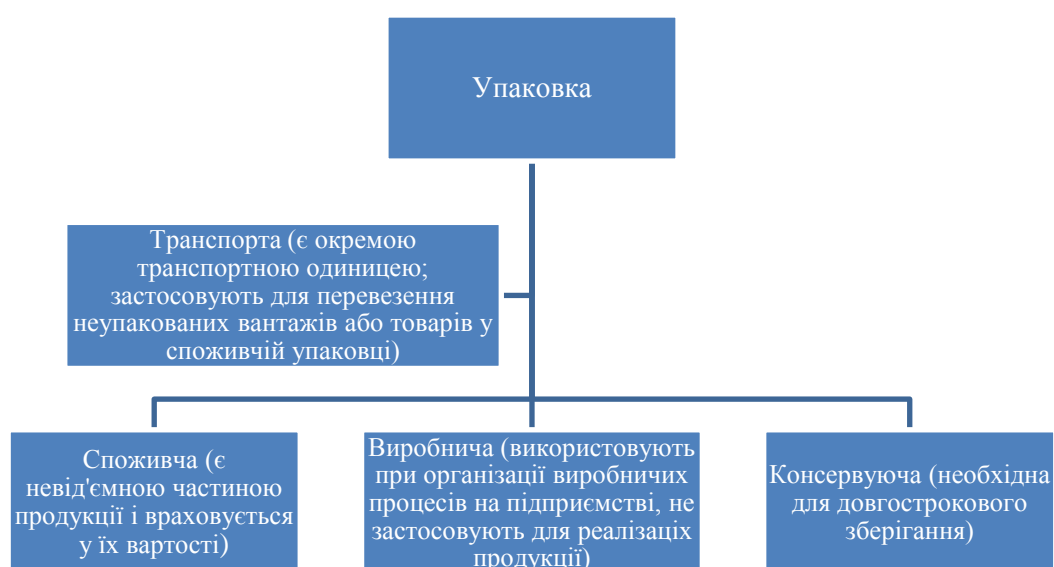 Упаковка
Транспорта (є окремою
транспортною одиницею;
застосовують для перевезення
неупакованих вантажів або товарів у
споживчій упаковці)
Споживча (є
невід'ємною частиною
продукції і враховується
у їх вартості)
Виробнича (використовують
при організації виробничих
процесів на підприємстві, не
застосовують для реалізаціх
продукції)
Консервуюча (необхідна
для довгострокового
зберігання)